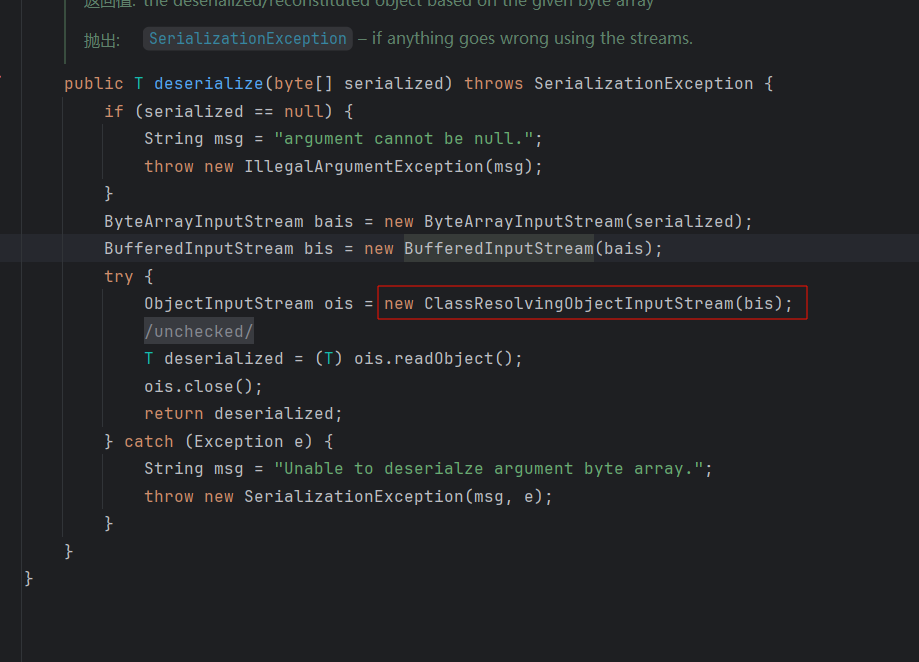 返回值: the deserialized/reconstituted object based on the given byte array
抛出: SerializationException – if anything goes wrong using the streams.
public T deserialize(byte[] serialized) throws SerializationException {
if (serialized == null) {
String msg = "argument cannot be null.";
throw new IllegalArgumentException(msg);
}
ByteArrayInputStream bais = new ByteArrayInputStream(serialized);
BufferedInputStream bis = new BufferedInputStream(bais);
try {
ObjectInputStream ois = new ClassResolvingObjectInputStream(bis);
/unchecked/
T deserialized = (T) ois.readObject();
ois.close();
return deserialized;
} catch (Exception e) {
String msg = "Unable to deserialze argument byte array.";
throw new SerializationException(msg, e);
}
}
}